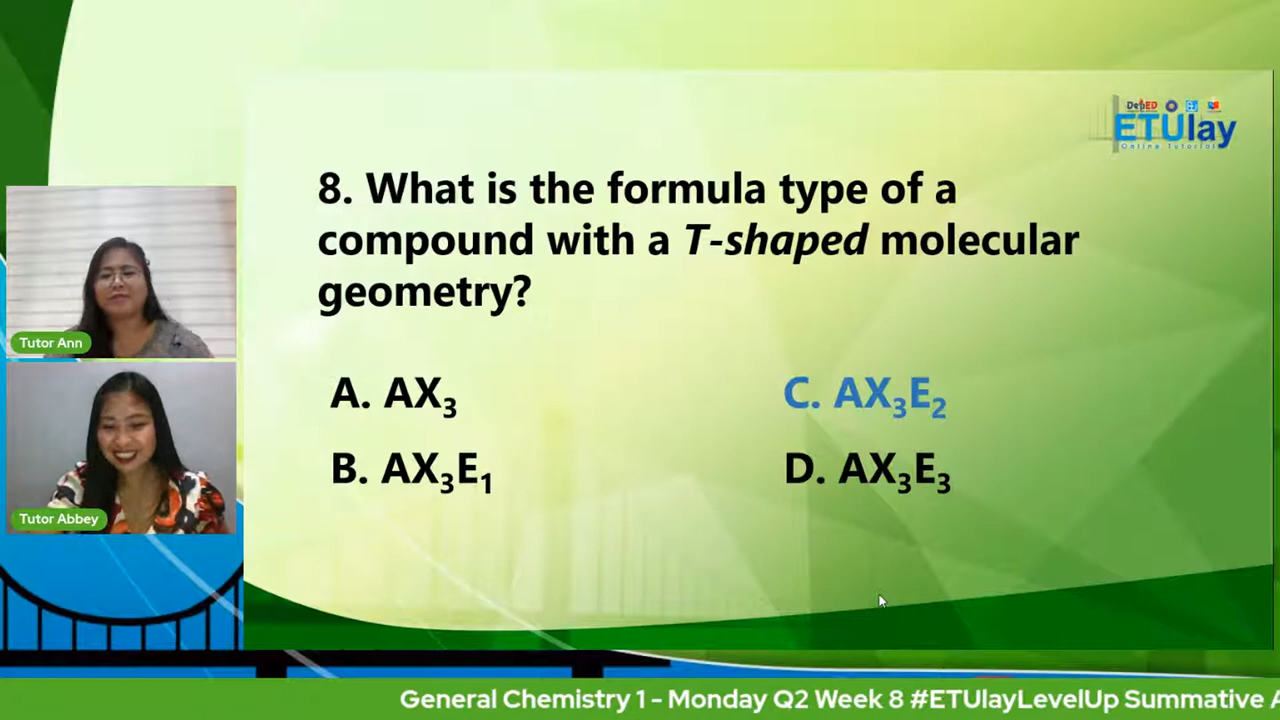 DepED
ETUlay
Online Tutorial
8. What is the formula type of a
compound with a T-shaped molecular
geometry?
A. AX₃
C. AX₃E₂
B. AX₃E₁
D. AX₃E₃
Tutor Ann
Tutor Abbey
General Chemistry 1 - Monday Q2 Week 8 #ETUlayLevelUp Summative A